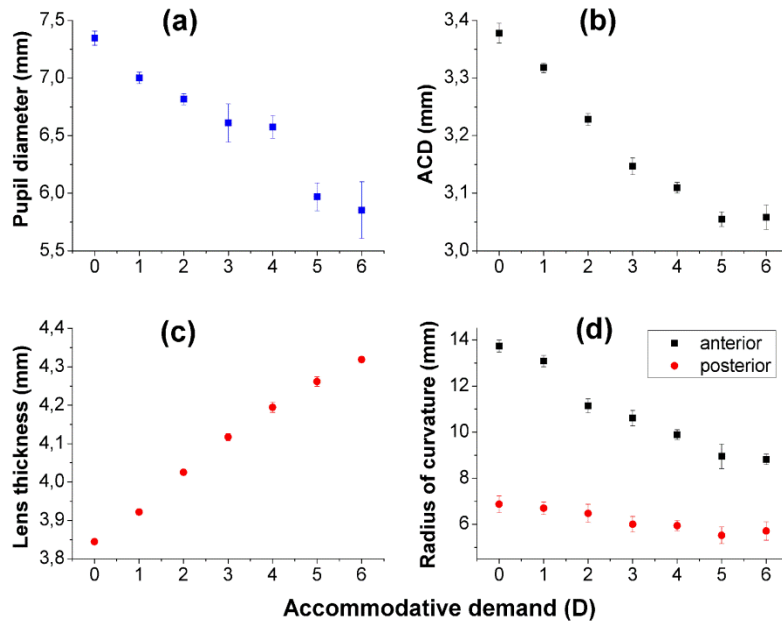 (a)
Pupil diameter (mm)
7,5
7,0
6,5
6,0
5,5
0 1 2 3 4 5 6
(b)
ACD (mm)
3,4
3,3
3,2
3,1
3,0
0 1 2 3 4 5 6
(c)
Lens thickness (mm)
4,4
4,3
4,2
4,1
4,0
3,9
3,8
0 1 2 3 4 5 6
(d)
Radius of curvature (mm)
14
12
10
8
6
0 1 2 3 4 5 6
anterior
posterior
Accommodative demand (D)